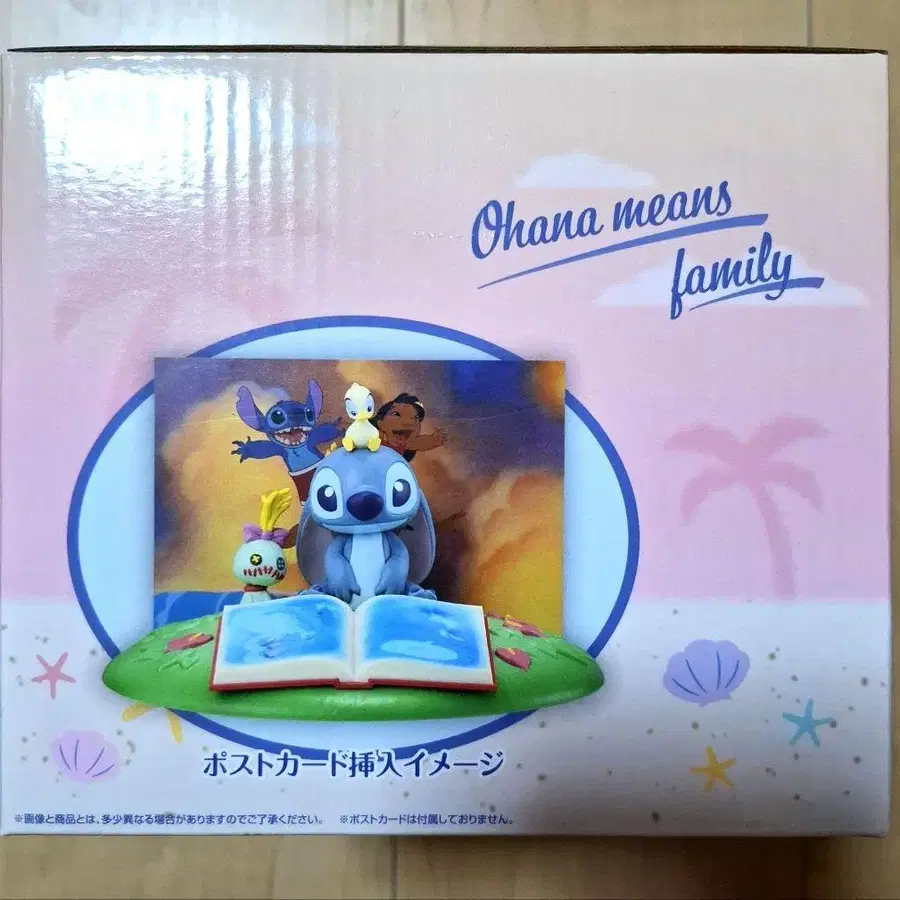 Ohana means
family
ポストカード挿入イメージ
※画像と商品とは、多少異なる場合がありますのでご了承ください。 ※ポストカードは付属しておりません。